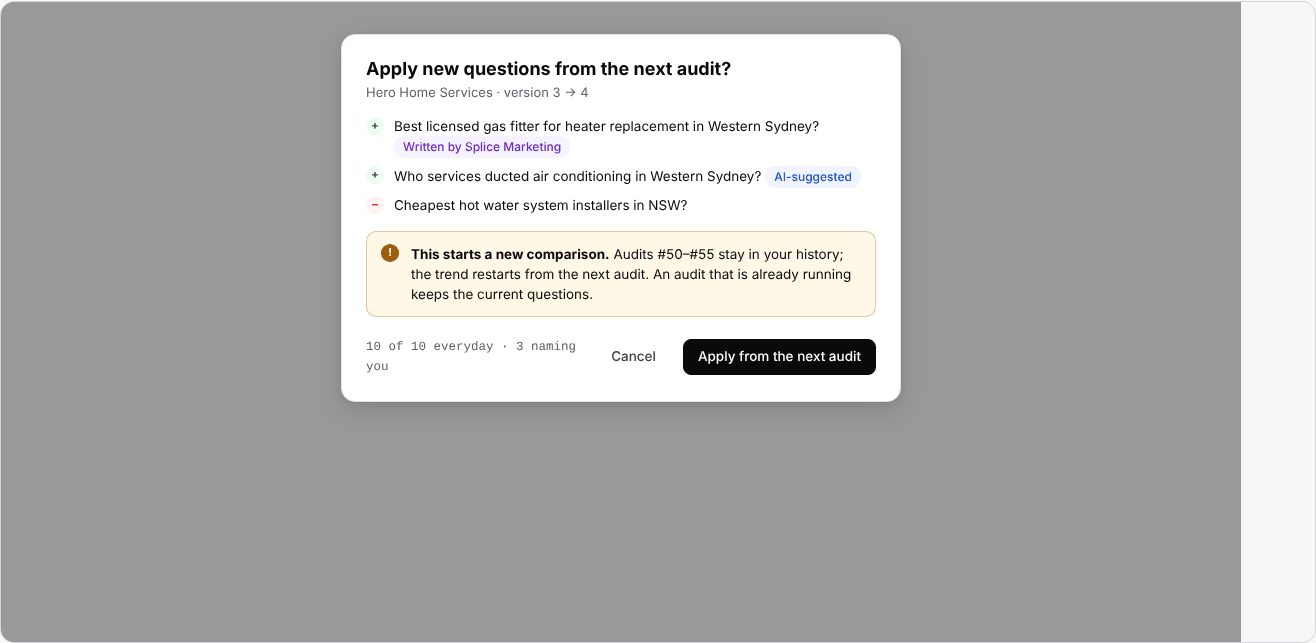 Apply new questions from the next audit?
Hero Home Services · version 3 → 4
+ Best licensed gas fitter for heater replacement in Western Sydney?
Written by Splice Marketing
+ Who services ducted air conditioning in Western Sydney? AI-suggested
− Cheapest hot water system installers in NSW?
! This starts a new comparison. Audits #50–#55 stay in your history;
the trend restarts from the next audit. An audit that is already running
keeps the current questions.
10 of 10 everyday · 3 naming
you
Cancel
Apply from the next audit